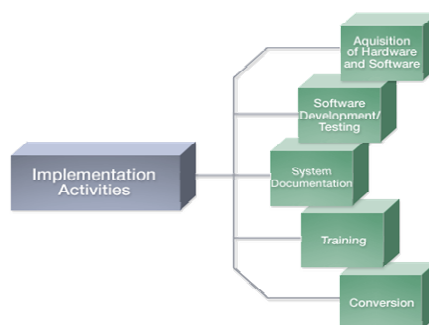 Aquisition
of Hardware
and Software
Software
Development/
Testing
Implementation
Activities
System
Documentation
Training
Conversion